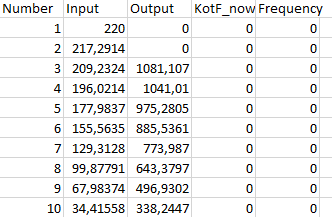 Number Input Output KotF_now Frequency
1 220 0 0 0
2 217,2914 0 0 0
3 209,2324 1081,107 0 0
4 196,0214 1041,01 0 0
5 177,9837 975,2805 0 0
6 155,5635 885,5361 0 0
7 129,3128 773,987 0 0
8 99,87791 643,3797 0 0
9 67,98374 496,9302 0 0
10 34,41558 338,2447 0 0